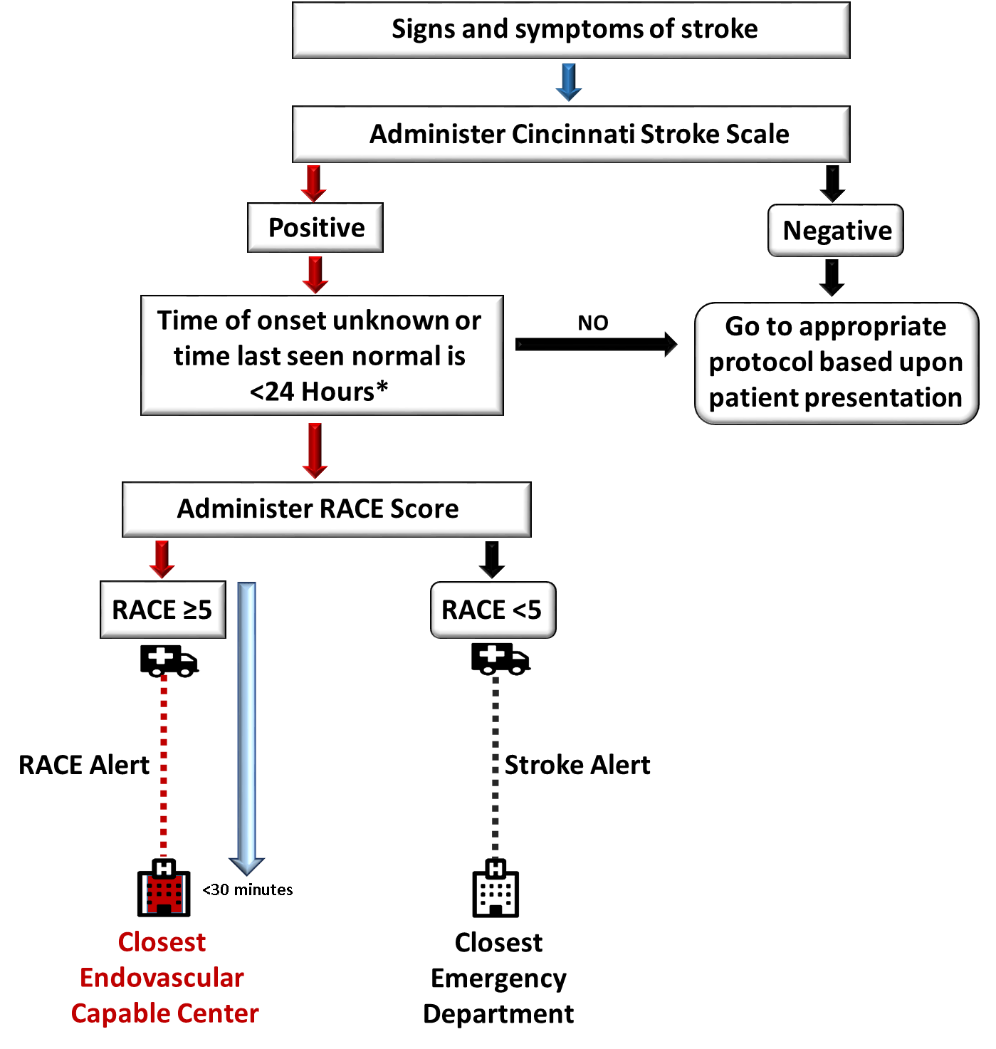 Signs and symptoms of stroke
Administer Cincinnati Stroke Scale
Positive
Negative
Time of onset unknown or
time last seen normal is
<24 Hours*
NO
Go to appropriate
protocol based upon
patient presentation
Administer RACE Score
RACE ≥5
RACE <5
RACE Alert
Stroke Alert
H
H
<30 minutes
Closest
Endovascular
Capable Center
Closest
Emergency
Department